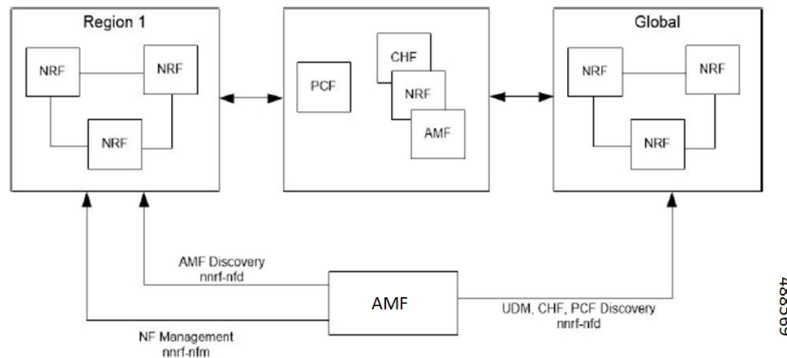 Region 1
NRF
NRF
NRF
PCF
CHF
NRF
AMF
Global
NRF
NRF
NRF
AMF Discovery
nnrf-nfd
AMF
UDM, CHF, PCF Discovery
nnrf-nfd
NF Management
nnrf-nfm